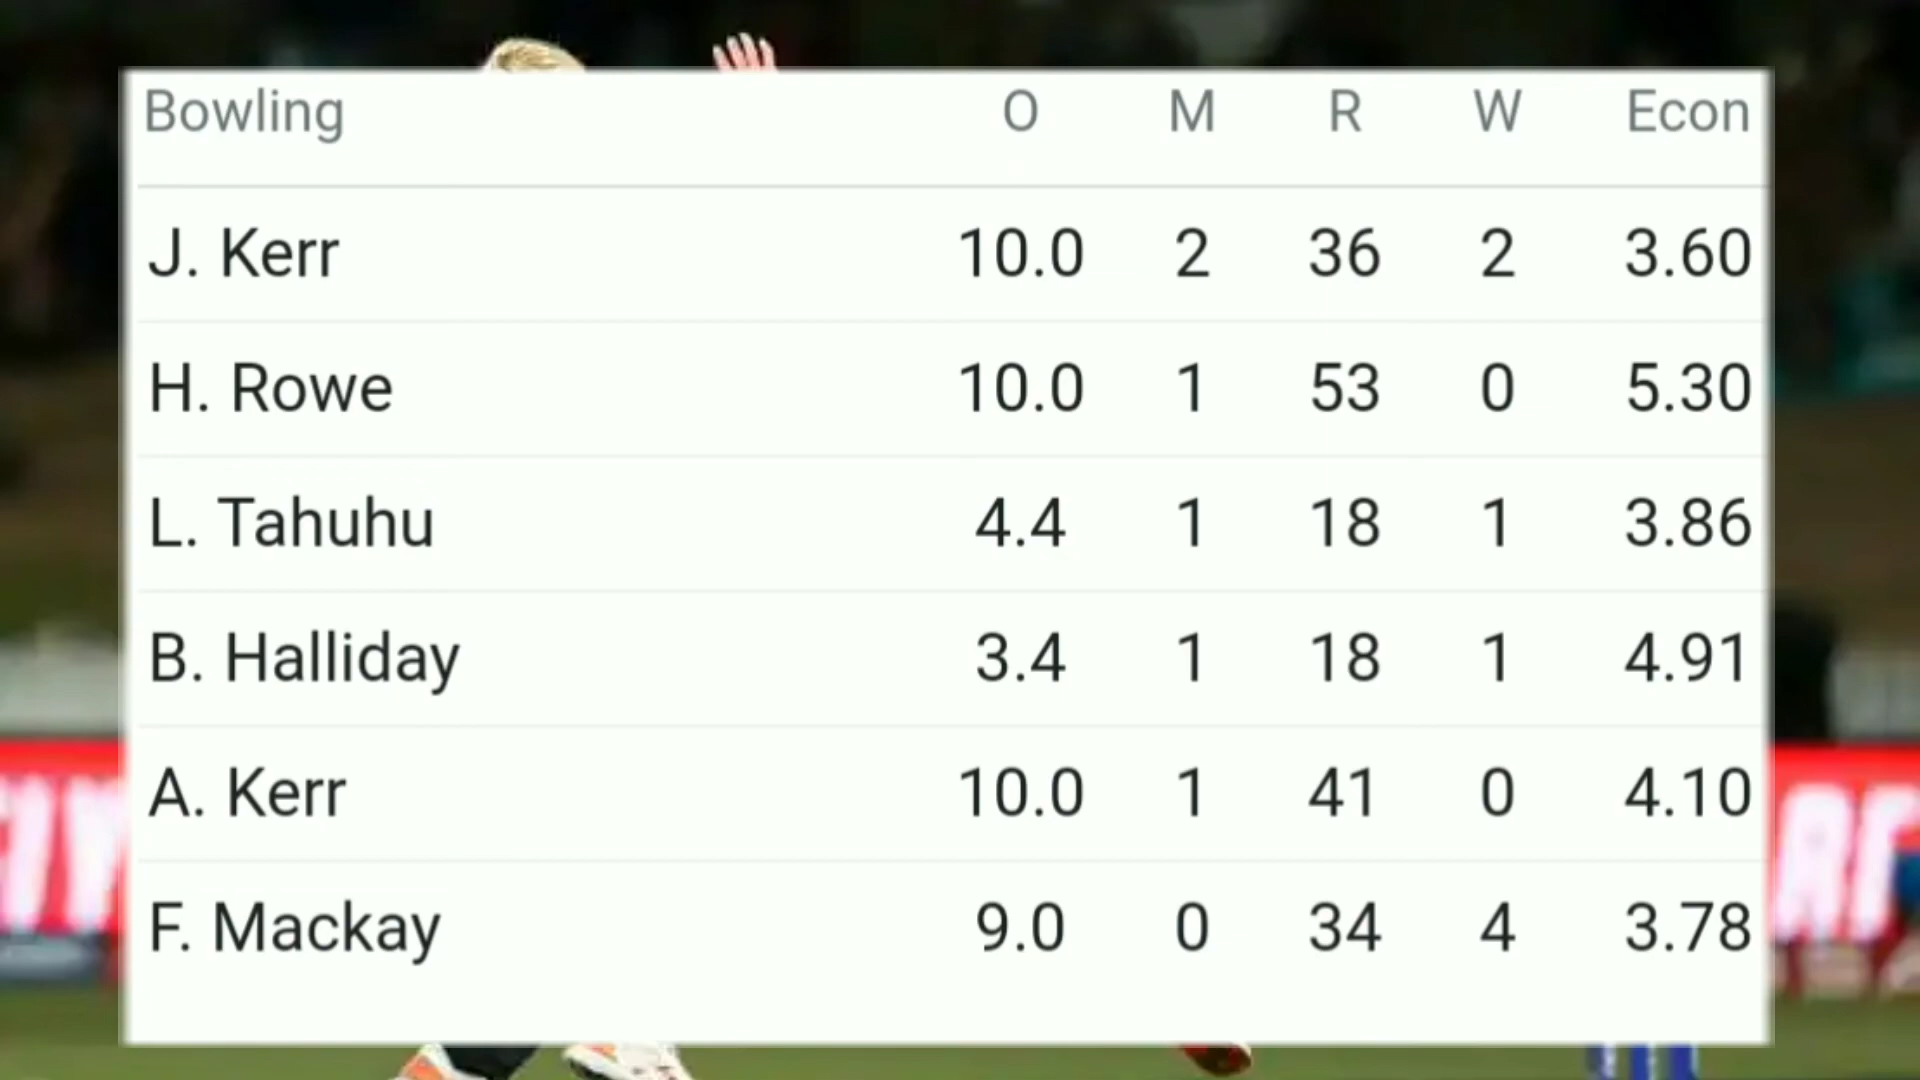 Bowling O M R W Econ
J. Kerr 10.0 2 36 2 3.60
H. Rowe 10.0 1 53 0 5.30
L. Tahuhu 4.4 1 18 1 3.86
B. Halliday 3.4 1 18 1 4.91
A. Kerr 10.0 1 41 0 4.10
F. Mackay 9.0 0 34 4 3.78